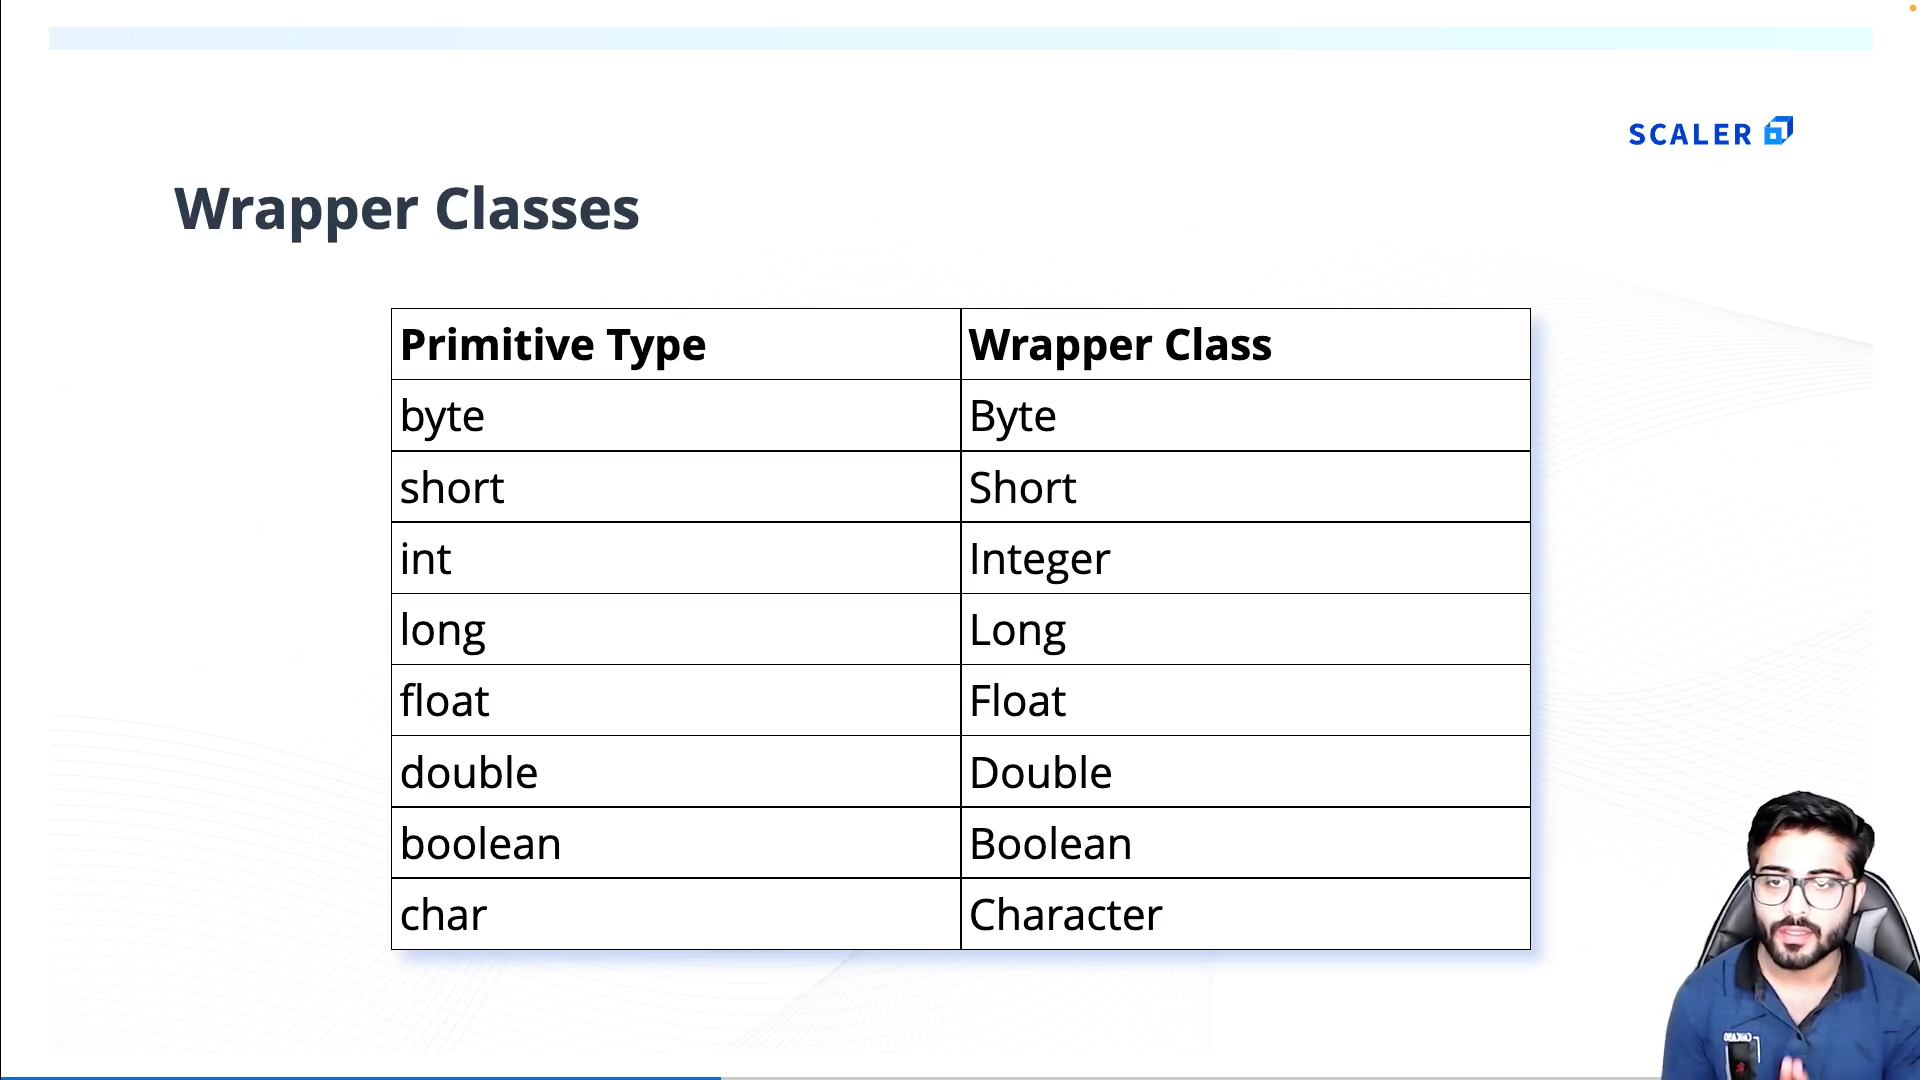 SCALER
Wrapper Classes
Primitive Type Wrapper Class
byte Byte
short Short
int Integer
long Long
float Float
double Double
boolean Boolean
char Character